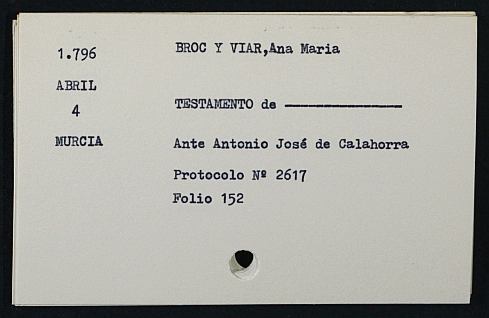 1.796
ABRIL
4
MURCIA
BROC Y VIAR,Ana Maria
TESTAMENTO de ——————————
Ante Antonio José de Calahorra
Protocolo Nº 2617
Folio 152